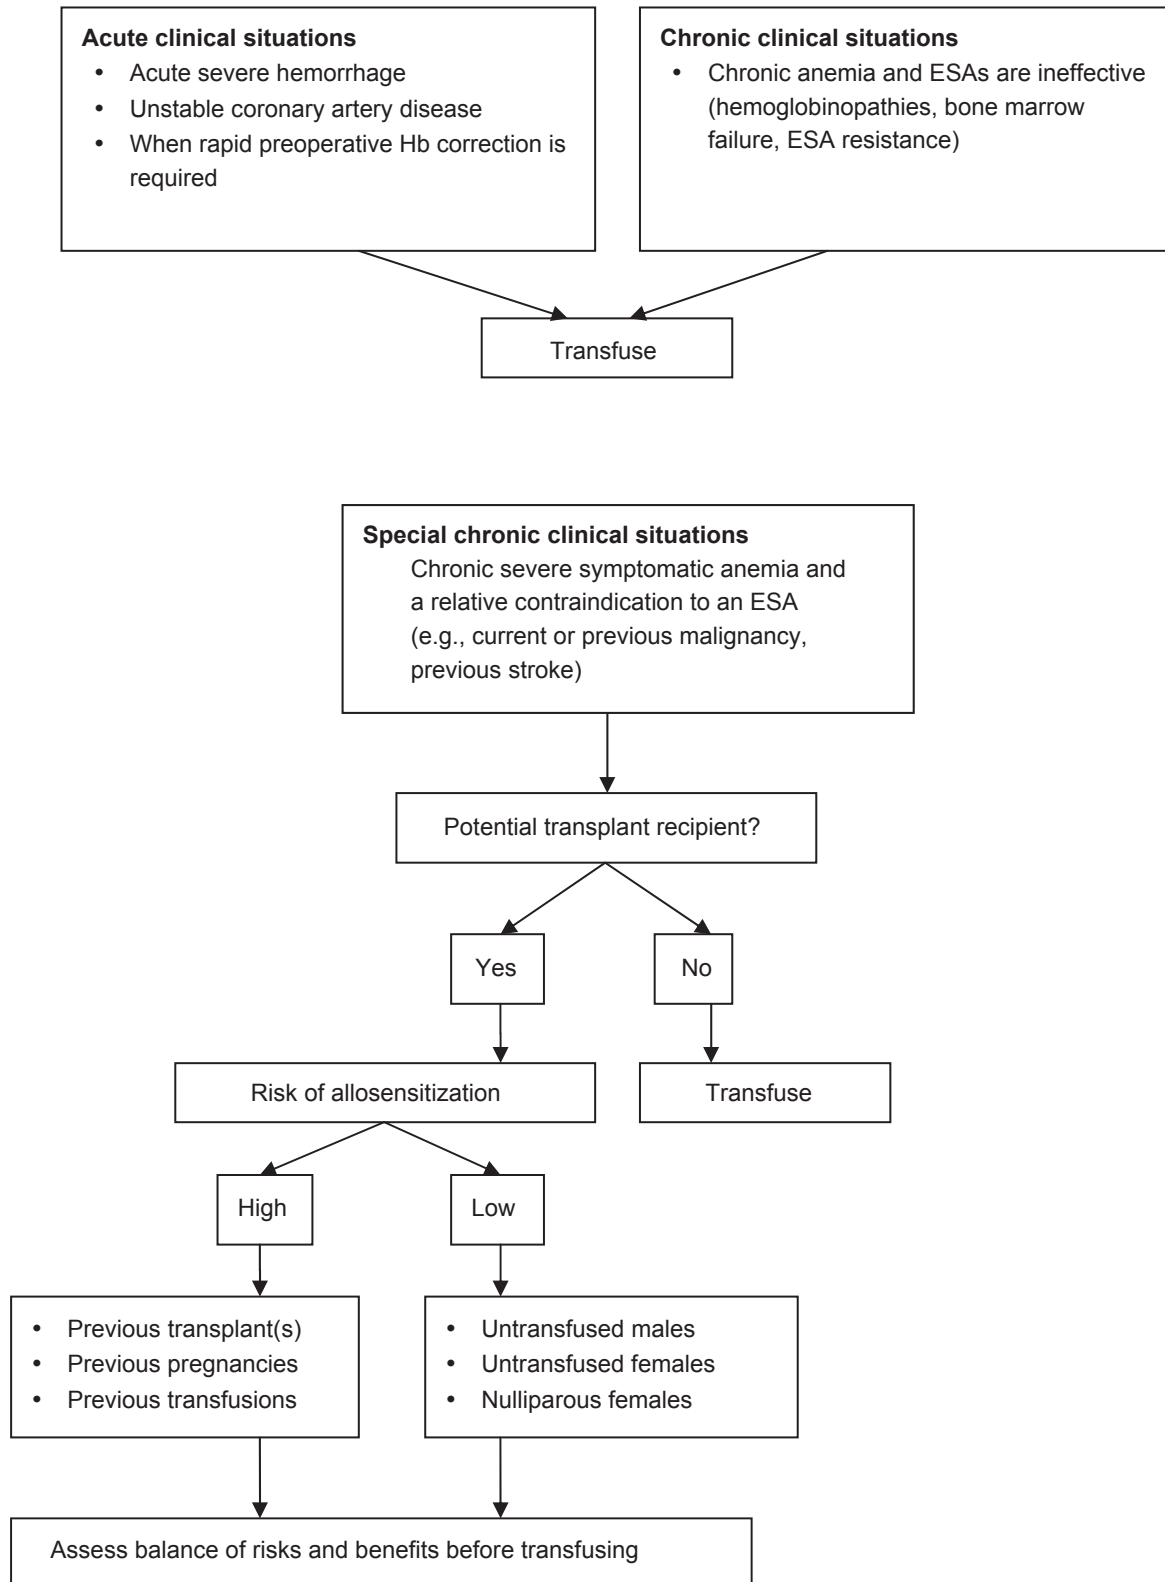 Acute clinical situations
• Acute severe hemorrhage
• Unstable coronary artery disease
• When rapid preoperative Hb correction is
required
Chronic clinical situations
• Chronic anemia and ESAs are ineffective
(hemoglobinopathies, bone marrow
failure, ESA resistance)
Transfuse
Special chronic clinical situations
Chronic severe symptomatic anemia and
a relative contraindication to an ESA
(e.g., current or previous malignancy,
previous stroke)
Potential transplant recipient?
Yes
No
Risk of allosensitization
Transfuse
High
Low
• Previous transplant(s)
• Previous pregnancies
• Previous transfusions
• Untransfused males
• Untransfused females
• Nulliparous females
Assess balance of risks and benefits before transfusing